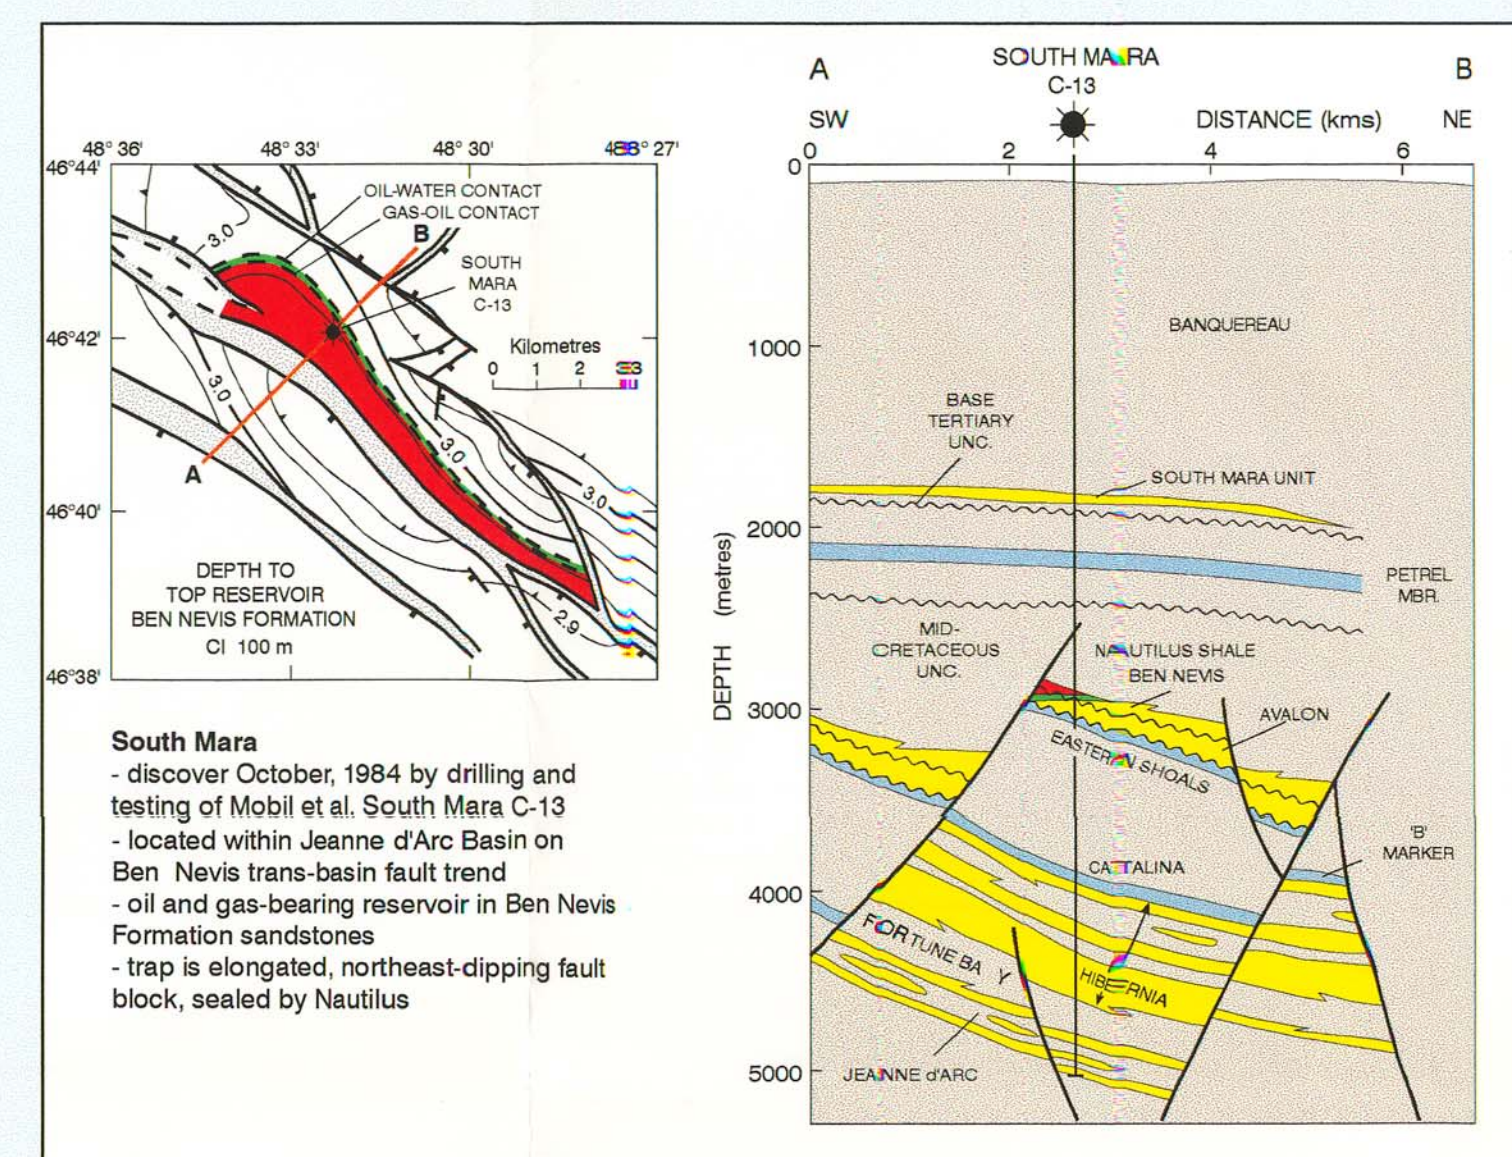 48°36'
48°33'
48°30'
48°27'
46°44'
46°42'
46°40'
46°38'
OIL-WATER CONTACT
GAS-OIL CONTACT
B
SOUTH
MARA
C-13
Kilometres
0 1 2 3
3.0
3.0
3.0
3.0
2.9
A
DEPTH TO
TOP RESERVOIR
BEN NEVIS FORMATION
CI 100 m
South Mara
- discover October, 1984 by drilling and
testing of Mobil et al. South Mara C-13
- located within Jeanne d'Arc Basin on
Ben Nevis trans-basin fault trend
- oil and gas-bearing reservoir in Ben Nevis
Formation sandstones
- trap is elongated, northeast-dipping fault
block, sealed by Nautilus
A
SOUTH MARA
C-13
B
SW
DISTANCE (kms)
NE
0 2 4 6
0
1000
2000
3000
4000
5000
DEPTH (metres)
BANQUEREAU
BASE
TERTIARY
UNC.
SOUTH MARA UNIT
PETREL
MBR.
MID-
CRETACEOUS
UNC.
NAUTILUS SHALE
BEN NEVIS
AVALON
EASTERN SHOALS
'B'
MARKER
CATALINA
FORTUNE BAY
HIBERNIA
JEANNE d'ARC